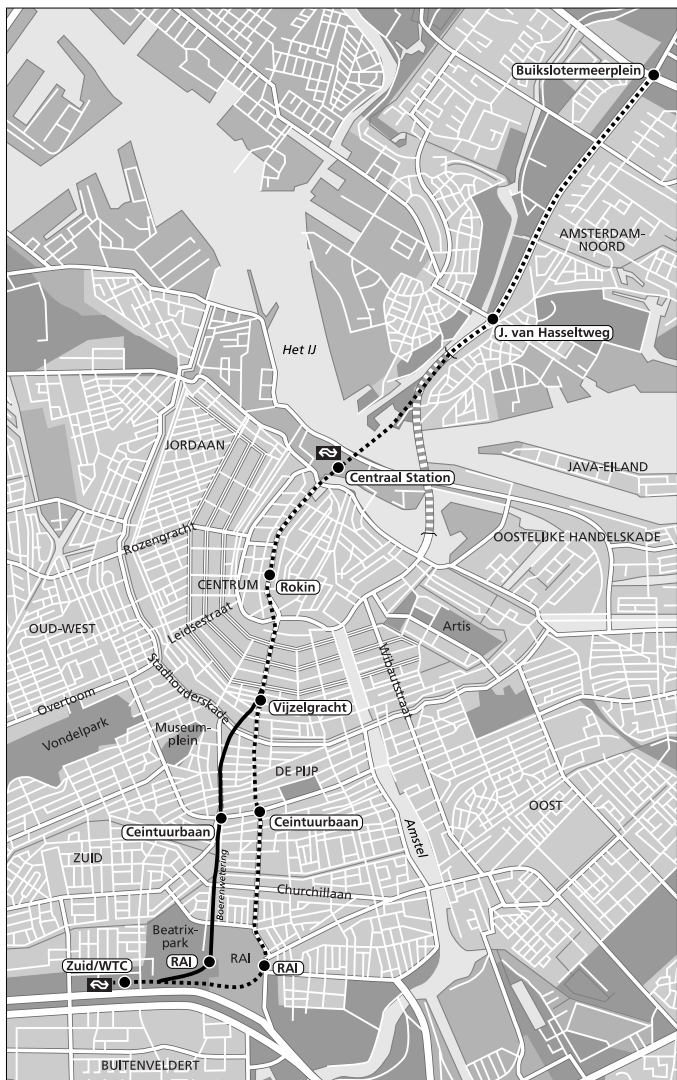 Buikslotermeerplein
AMSTERDAM-
NOORD
J. van Hasseltweg
Het IJ
JORDAAN
Centraal Station
JAVA-EILAND
Rozengracht
OOSTELIJKE HANDELSKADE
CENTRUM
Rokin
Leidsestraat
OUD-WEST
Artis
Wibautstraat
Stadhouderskade
Overtoom
Vijzelgracht
Vondelpark
Museum-
plein
DE PIJP
OOST
Ceintuurbaan
Ceintuurbaan
Amstel
ZUID
Boerenwetering
Churchillaan
Beatrix-
park
RAI
RAI
Zuid/WTC
RAI
BUITENVELDERT